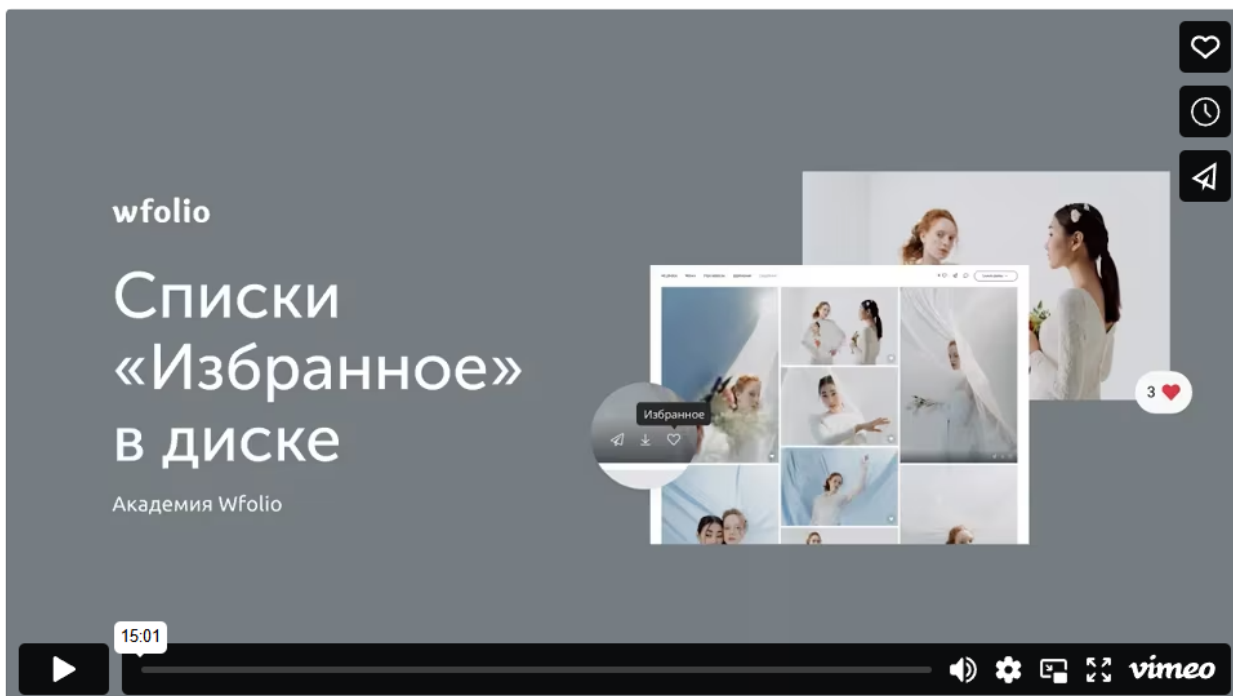 wfolio
Списки
«Избранное»
в диске
Академия Wfolio
Избранное
3
15:01
vimeo